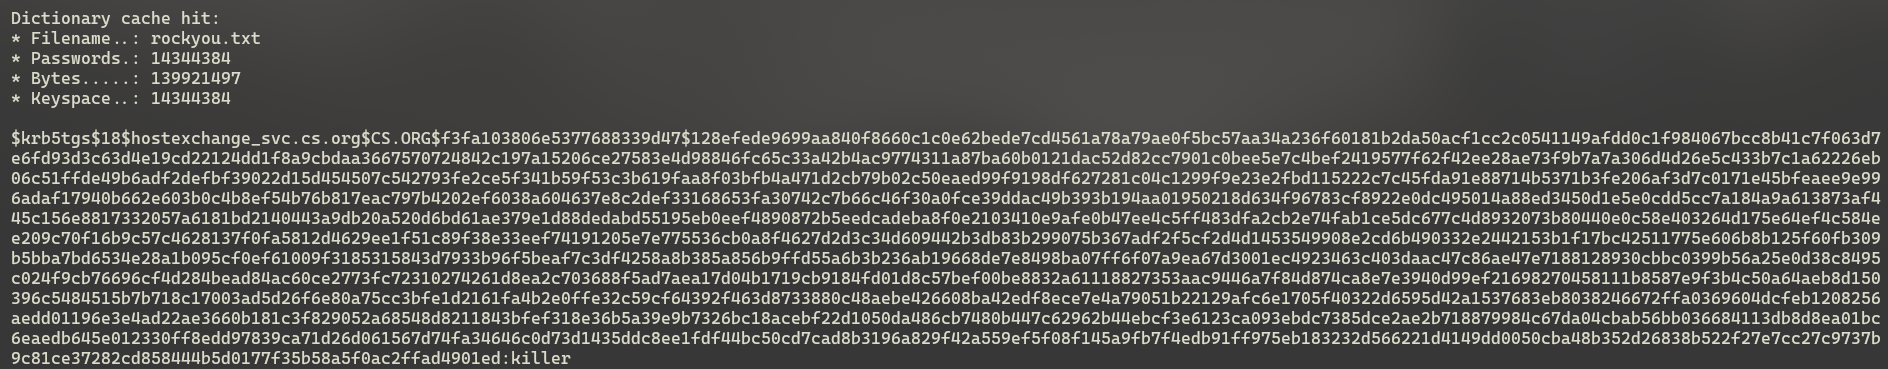 Dictionary cache hit:
* Filename..: rockyou.txt
* Passwords.: 14344384
* Bytes.....: 139921497
* Keyspace..: 14344384
$krb5tgs$18$hostexchange_svc.cs.org$CS.ORG$f3fa103806e5377688339d47$128efede9699aa840f8660c1c0e62bede7cd4561a78a79ae0f5bc57aa34a236f60181b2da50acf1cc2c0541149afdd0c1f984067bcc8b41c7f063d7
e6fd93d3c63d4e19cd22124dd1f8a9cbdaa3667570724842c197a15206ce27583e4d98846fc65c33a42b4ac9774311a87ba60b0121dac52d82cc7901c0bee5e7c4bef2419577f62f42ee28ae73f9b7a7a306d4d26e5c433b7c1a62226eb
06c51ffde49b6adf2defbf39022d15d454507c542793fe2ce5f341b59f53c3b619faa8f03bfb4a471d2cb79b02c50eaed99f9198df627281c04c1299f9e23e2fbd115222c7c45fda91e88714b5371b3fe206af3d7c0171e45bfeaee9e99
6adaf17940b662e603b0c4b8ef54b76b817eac797b4202ef6038a604637e8c2def33168653fa30742c7b66c46f30a0fce39ddac49b393b194aa01950218d634f96783cf8922e0dc495014a88ed3450d1e5e0cdd5cc7a184a9a613873af4
45c156e8817332057a6181bd2140443a9db20a520d6bd61ae379e1d88dedabd55195eb0eef4890872b5eedcadeba8f0e2103410e9afe0b47ee4c5ff483dfa2cb2e74fab1ce5dc677c4d8932073b80440e0c58e403264d175e64ef4c584ee
e209c70f16b9c57c4628137f0fa5812d4629ee1f51c89f38e33eef74191205e7e775536cb0a8f4627d2d3c34d609442b3db83b299075b367adf2f5cf2d4d1453549908e2cd6b490332e2442153b1f17bc42511775e606b8b125f60fb309
b5bba7bd6534e28a1b095cf0ef61009f3185315843d7933b96f5beaf7c3df4258a8b385a856b9ffd55a6b3b236ab19668de7e8498ba07ff6f07a9ea67d3001ec4923463c403daac47c86ae47e7188128930cbbc0399b56a25e0d38c8495
c024f9cb76696cf4d284bead84ac60ce2773fc72310274261d8ea2c703688f5ad7aea17d04b1719cb9184fd01d8c57bef00be8832a61118827353aac9446a7f84d874ca8e7e3940d99ef21698270458111b8587e9f3b4c50a64aeb8d150
396c5484515b7b718c17003ad5d26f6e80a75cc3bfe1d2161fa4b2e0ffe32c59cf64392f463d8733880c48aebe426608ba42edf8ece7e4a79051b22129afc6e1705f40322d6595d42a1537683eb8038246672ffa0369604dcfeb1208256
aedd01196e3e4ad22ae3660b181c3f829052a68548d8211843bfef318e36b5a39e9b7326bc18acebf22d1050da486cb7480b447c62962b44ebcf3e6123ca093ebdc7385dce2ae2b718879984c67da04cbab56bb036684113db8d8ea01bc
6eaedb645e012330ff8edd97839ca71d26d061567d74fa34646c0d73d1435ddc8ee1fdf44bc50cd7cad8b3196a829f42a559ef5f08f145a9fb7f4edb91ff975eb183232d566221d4149dd0050cba48b352d26838b522f27e7cc27c9737b
9c81ce37282cd858444b5d0177f35b58a5f0ac2ffad4901ed:killer